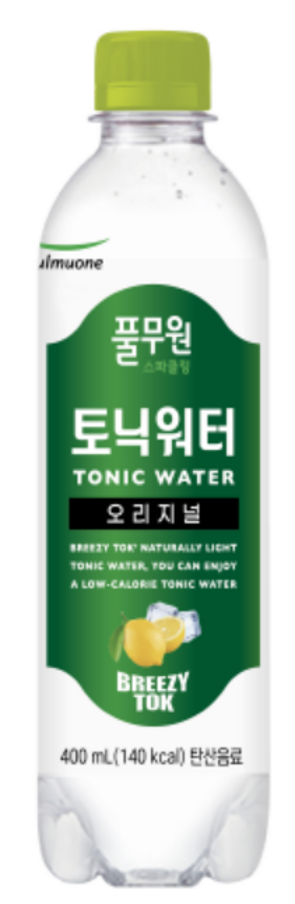 ulmuone
풀무원
스파클링
토닉워터
TONIC WATER
오리지널
BREEZY TOK' NATURALLY LIGHT
TONIC WATER, YOU CAN ENJOY
A LOW-CALORIE TONIC WATER
BREEZY
TOK
400 mL(140 kcal) 탄산음료